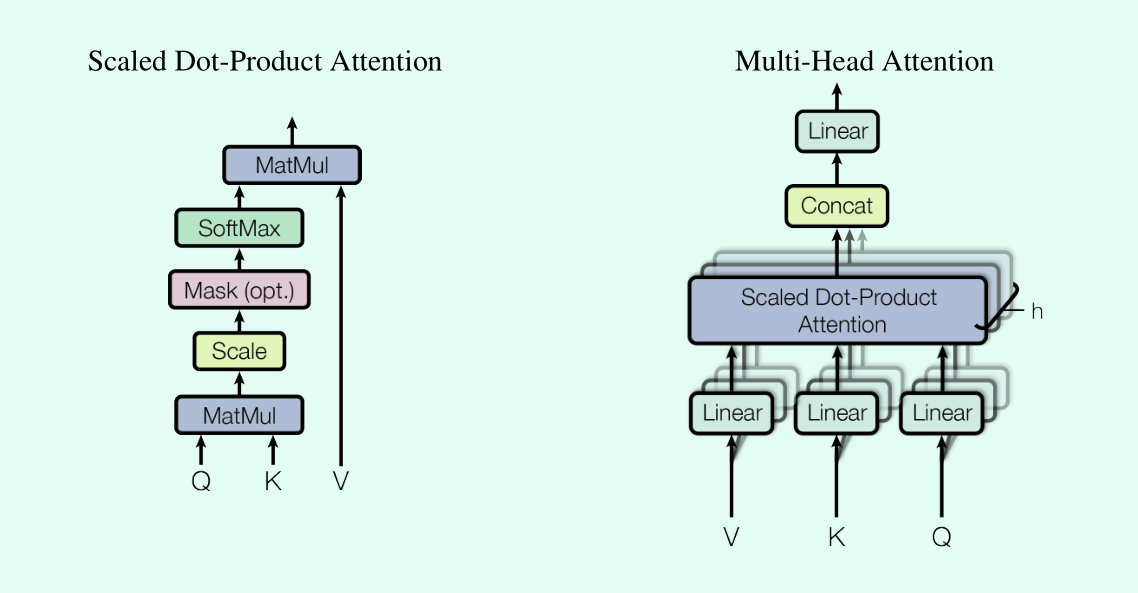 Scaled Dot-Product Attention
MatMul
SoftMax
Mask (opt.)
Scale
MatMul
Q K V
Multi-Head Attention
Linear
Concat
Scaled Dot-Product
Attention
h
Linear Linear Linear
V K Q